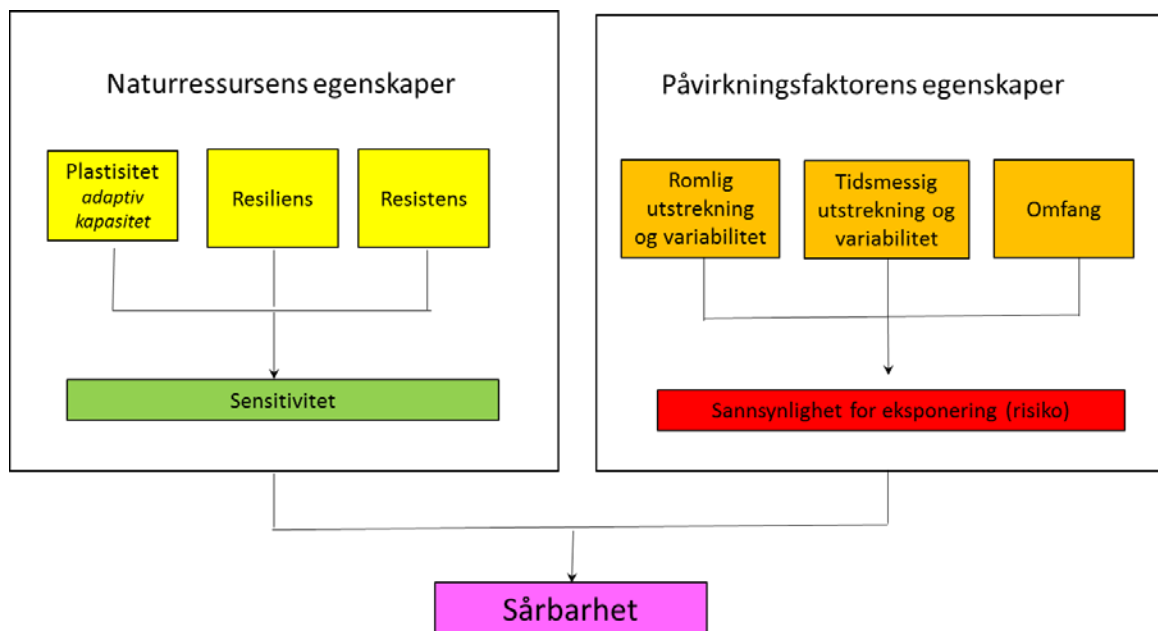 Naturressursens egenskaper
Plastisitet
adaptiv
kapasitet
Resiliens
Resistens
Sensitivitet
Påvirkningsfaktorens egenskaper
Romlig
utstrekning
og variabilitet
Tidsmessig
utstrekning og
variabilitet
Omfang
Sannsynlighet for eksponering (risiko)
Sårbarhet